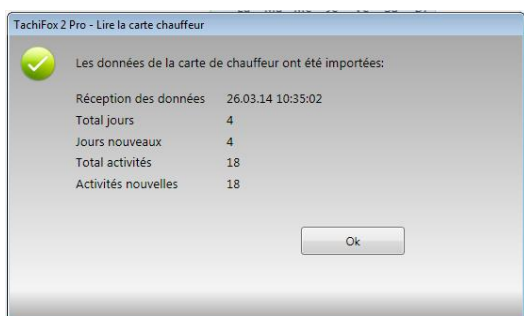 TachiFox 2 Pro - Lire la carte chauffeur
Les données de la carte de chauffeur ont été importées:
Réception des données 26.03.14 10:35:02
Total jours 4
Jours nouveaux 4
Total activités 18
Activités nouvelles 18
Ok